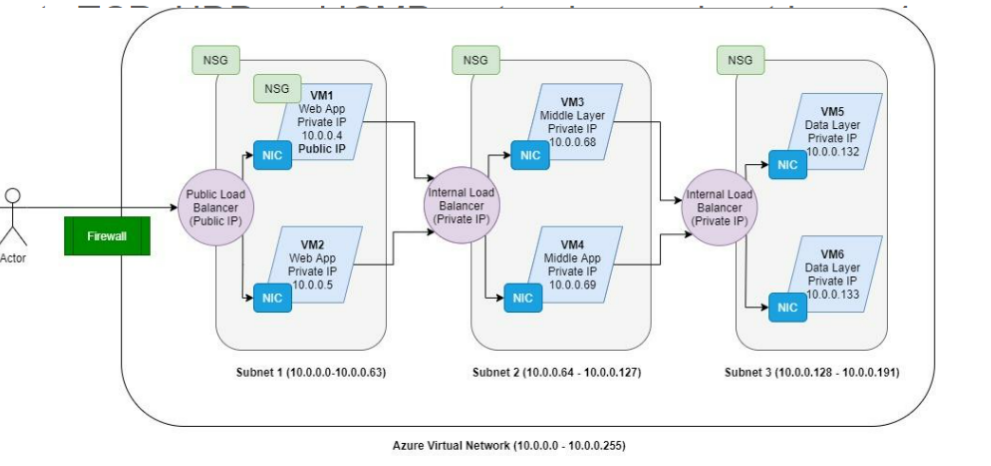 NSG
NSG
VM1
Web App
Private IP
10.0.0.4
Public IP
NIC
Public Load
Balancer
(Public IP)
VM2
Web App
Private IP
10.0.0.5
NIC
Subnet 1 (10.0.0.0-10.0.0.63)
Actor
Firewall
NSG
VM3
Middle Layer
Private IP
10.0.0.68
NIC
Internal Load
Balancer
(Private IP)
VM4
Middle App
Private IP
10.0.0.69
NIC
Subnet 2 (10.0.0.64 - 10.0.0.127)
NSG
VM5
Data Layer
Private IP
10.0.0.132
NIC
Internal Load
Balancer
(Private IP)
VM6
Data Layer
Private IP
10.0.0.133
NIC
Subnet 3 (10.0.0.128 - 10.0.0.191)
Azure Virtual Network (10.0.0.0 - 10.0.0.255)